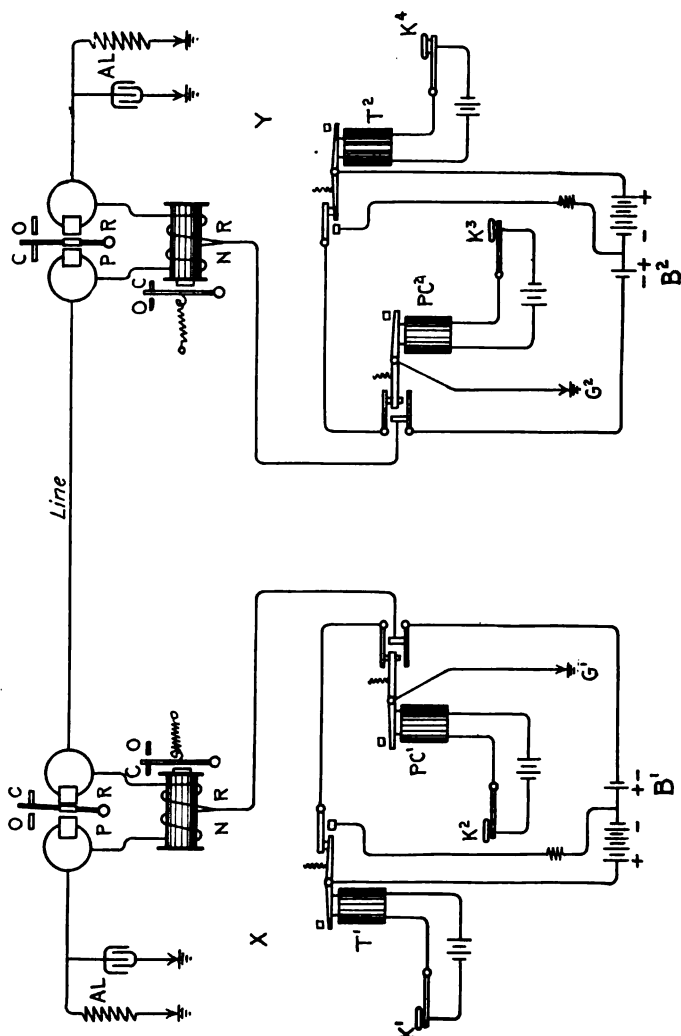 AL
O C
P R
Line
C O
P R
AL
C O
N R
O C
N R
X
Y
T¹
K¹
K²
PC¹
G¹
+ - + -
B¹
T²
K⁴
PC²
K³
G²
- + - +
B²